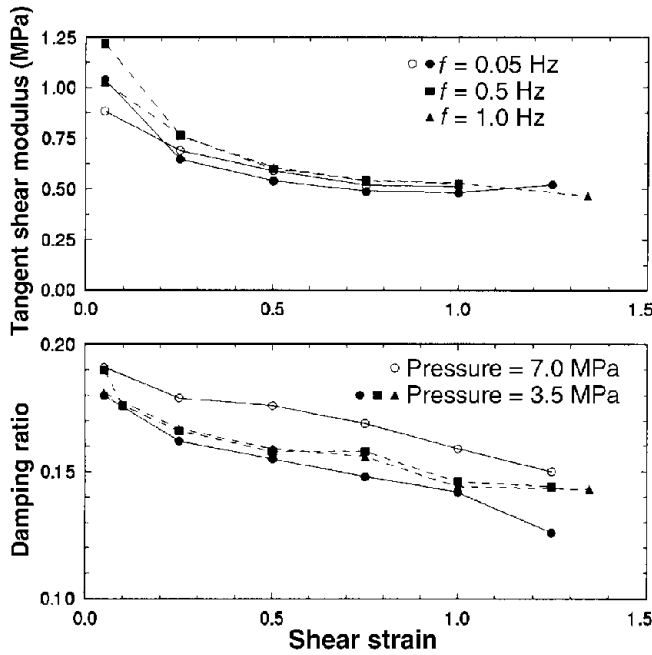 Tangent shear modulus (MPa)
1.25
1.00
0.75
0.50
0.25
0.00
○ ● f = 0.05 Hz
■ f = 0.5 Hz
▲ f = 1.0 Hz
0.0
0.5
1.0
1.5
Damping ratio
0.20
0.15
0.10
○ Pressure = 7.0 MPa
● ■ ▲ Pressure = 3.5 MPa
0.0
0.5
1.0
1.5
Shear strain